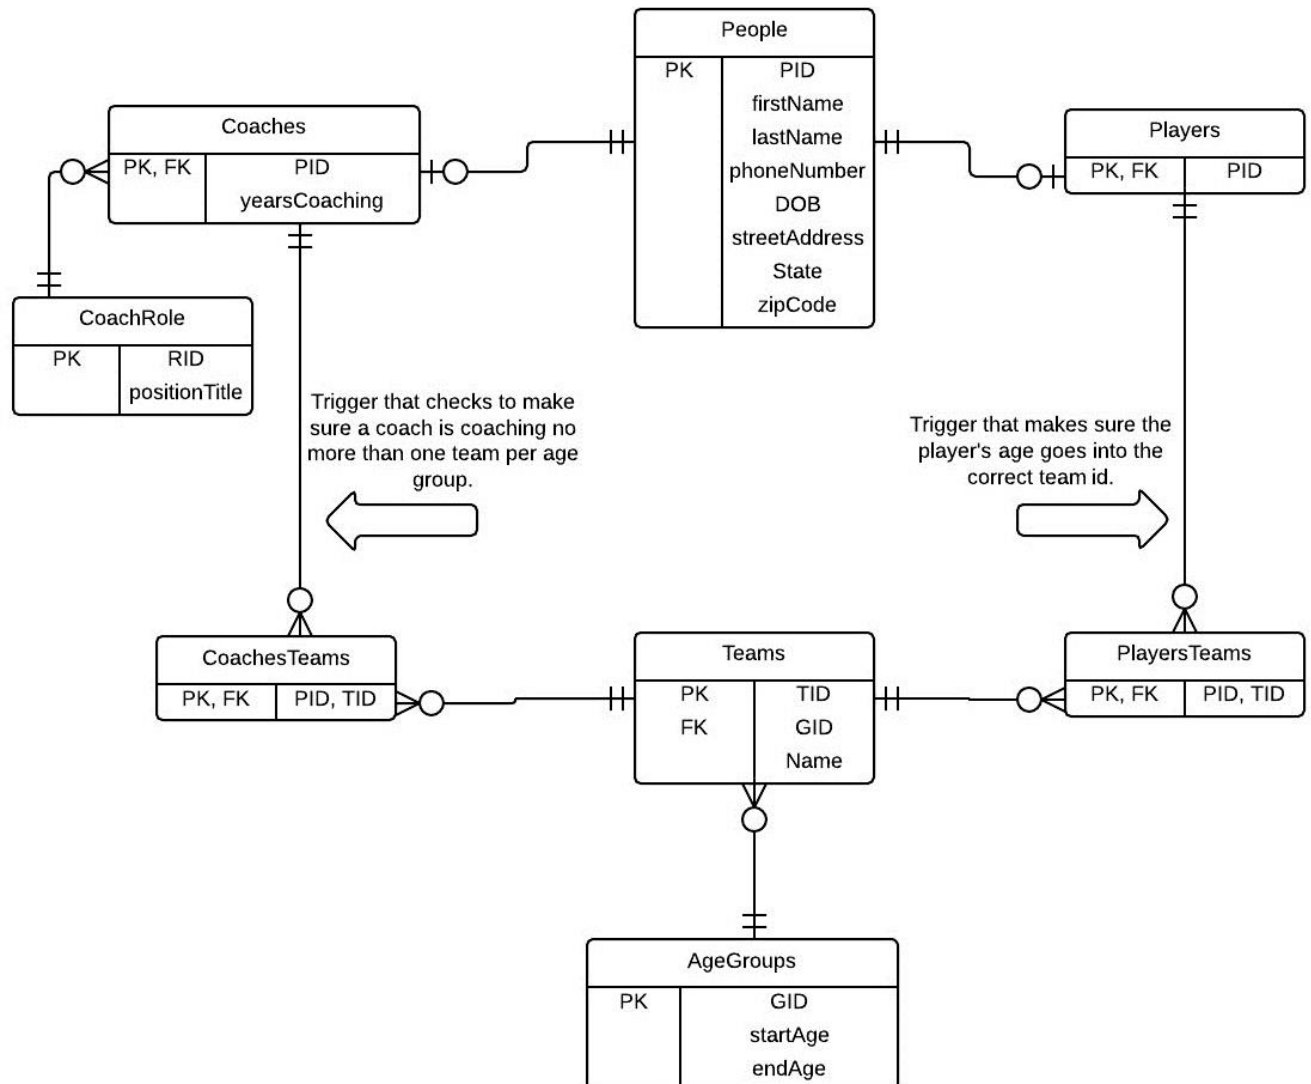 People
PK PID
firstName
lastName
phoneNumber
DOB
streetAddress
State
zipCode
Coaches
PK, FK PID
yearsCoaching
Players
PK, FK PID
CoachRole
PK RID
positionTitle
Trigger that checks to make
sure a coach is coaching no
more than one team per age
group.
Trigger that makes sure the
player's age goes into the
correct team id.
CoachesTeams
PK, FK PID, TID
Teams
PK TID
FK GID
Name
PlayersTeams
PK, FK PID, TID
AgeGroups
PK GID
startAge
endAge